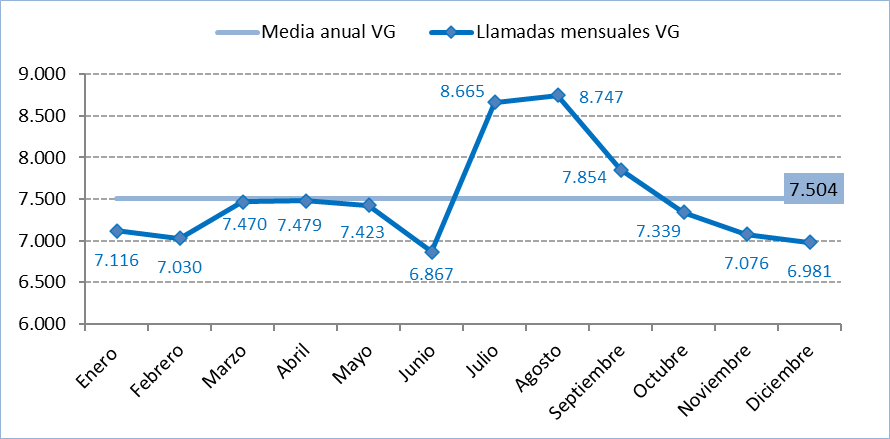 Media anual VG Llamadas mensuales VG
9.000
8.500
8.000
7.500
7.000
6.500
6.000
7.116
7.030
7.470
7.479
7.423
6.867
8.665
8.747
7.854
7.339
7.076
6.981
7.504
Enero
Febrero
Marzo
Abril
Mayo
Junio
Julio
Agosto
Septiembre
Octubre
Noviembre
Diciembre